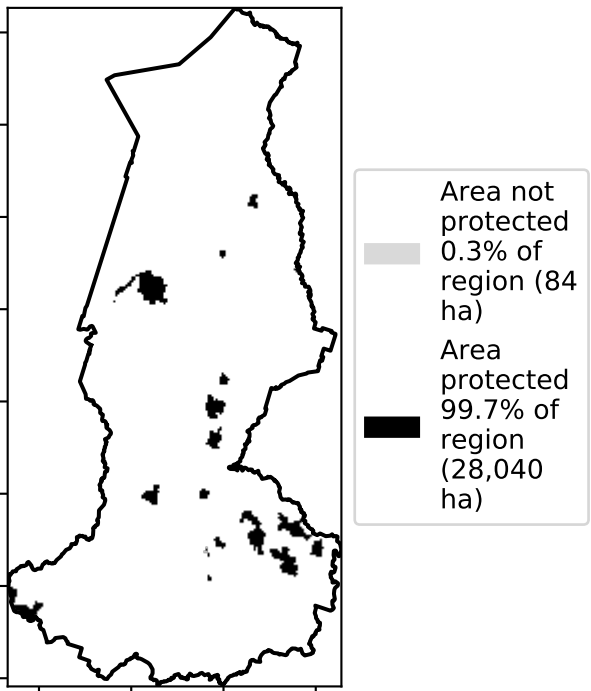 Area not
protected
0.3% of
region (84
ha)
Area
protected
99.7% of
region
(28,040
ha)